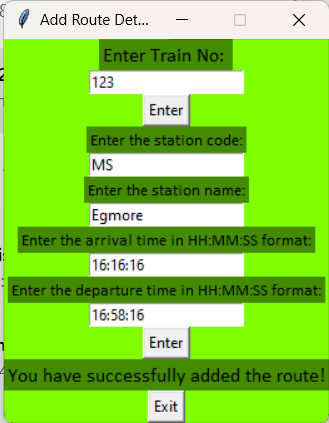 Add Route Det...
Enter Train No:
123
Enter
Enter the station code:
MS
Enter the station name:
Egmore
Enter the arrival time in HH:MM:SS format:
16:16:16
Enter the departure time in HH:MM:SS format:
16:58:16
Enter
You have successfully added the route!
Exit